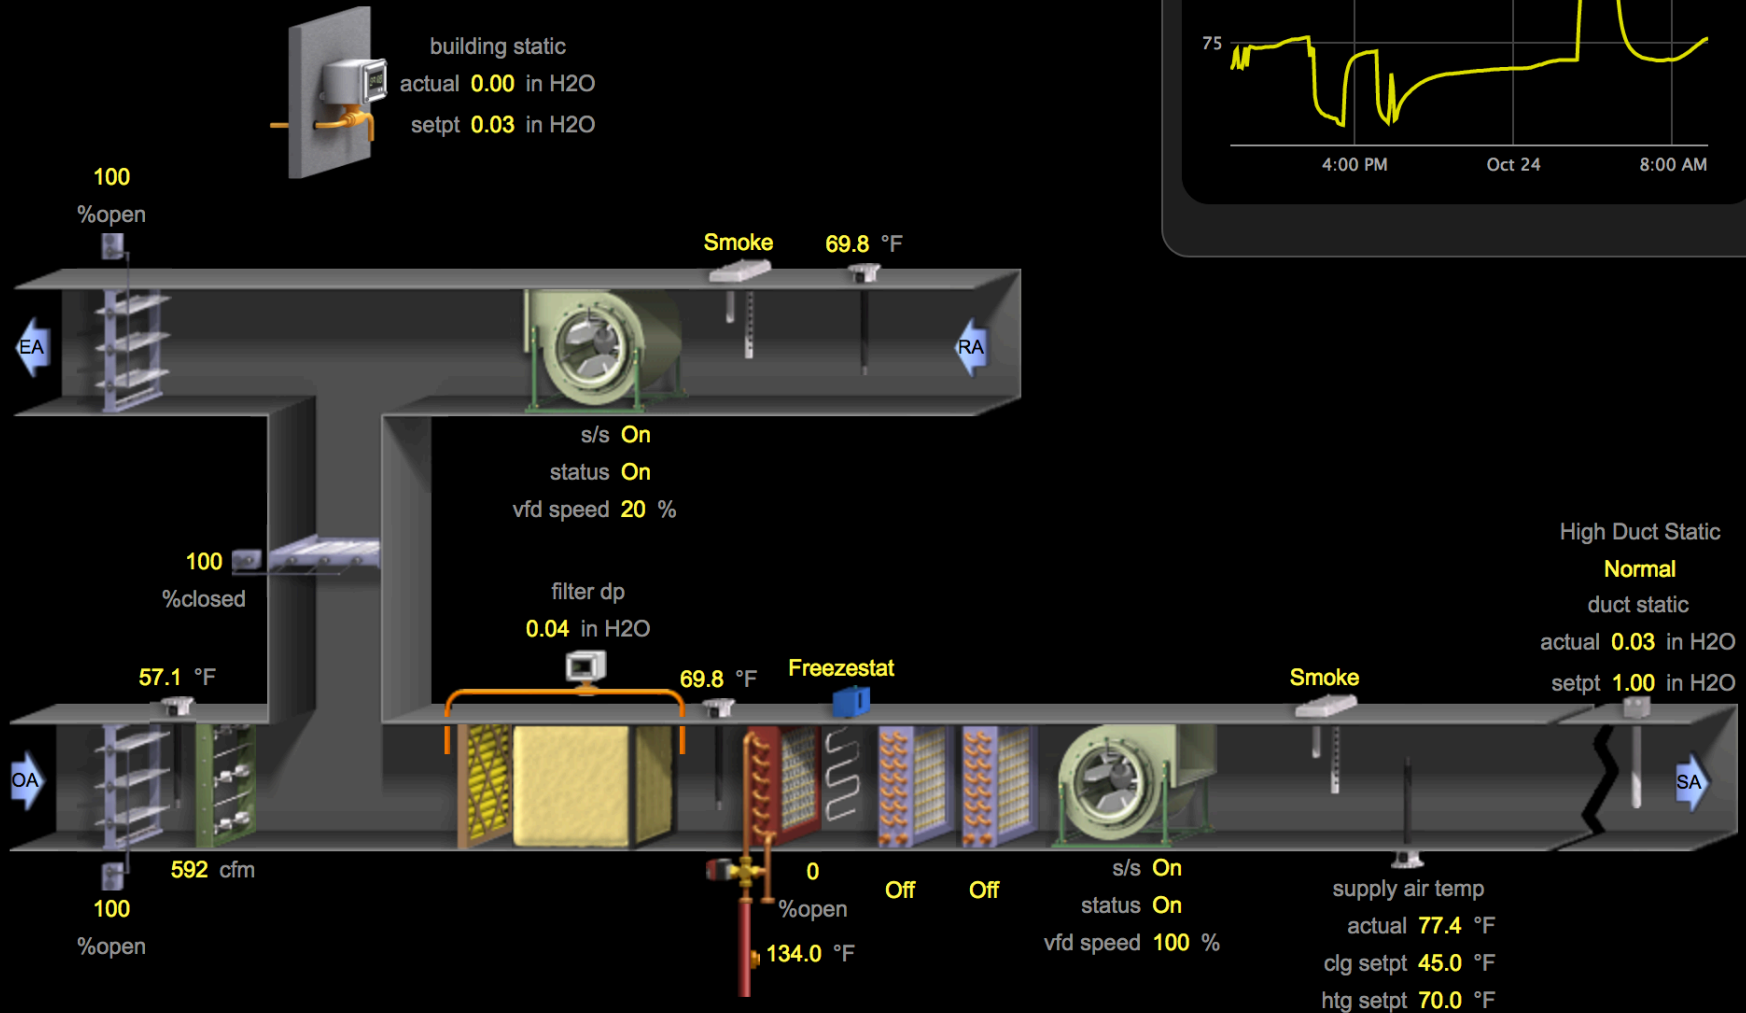 building static
actual 0.00 in H2O
setpt 0.03 in H2O
75
4:00 PM Oct 24 8:00 AM
100
%open
Smoke 69.8 °F
EA
RA
s/s On
status On
vfd speed 20 %
100
%closed
filter dp
0.04 in H2O
High Duct Static
Normal
duct static
actual 0.03 in H2O
setpt 1.00 in H2O
57.1 °F
69.8 °F
Freezestat
Smoke
OA
SA
592 cfm
100
%open
0
%open
134.0 °F
Off
Off
s/s On
status On
vfd speed 100 %
supply air temp
actual 77.4 °F
clg setpt 45.0 °F
htg setpt 70.0 °F